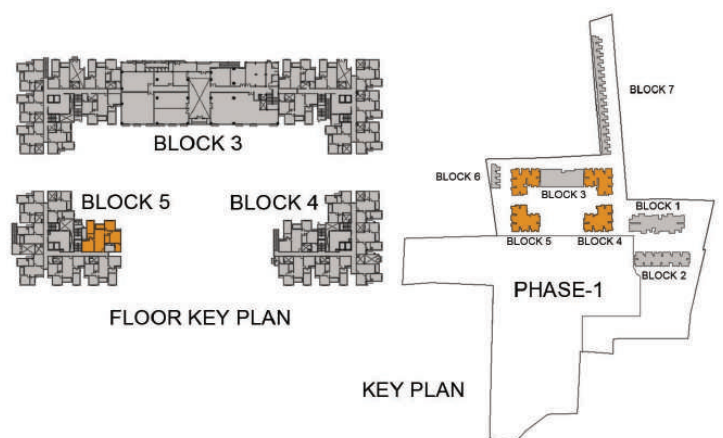 BLOCK 3
BLOCK 5
BLOCK 4
FLOOR KEY PLAN
BLOCK 7
BLOCK 6
BLOCK 3
BLOCK 1
BLOCK 5
BLOCK 4
BLOCK 2
PHASE-1
KEY PLAN